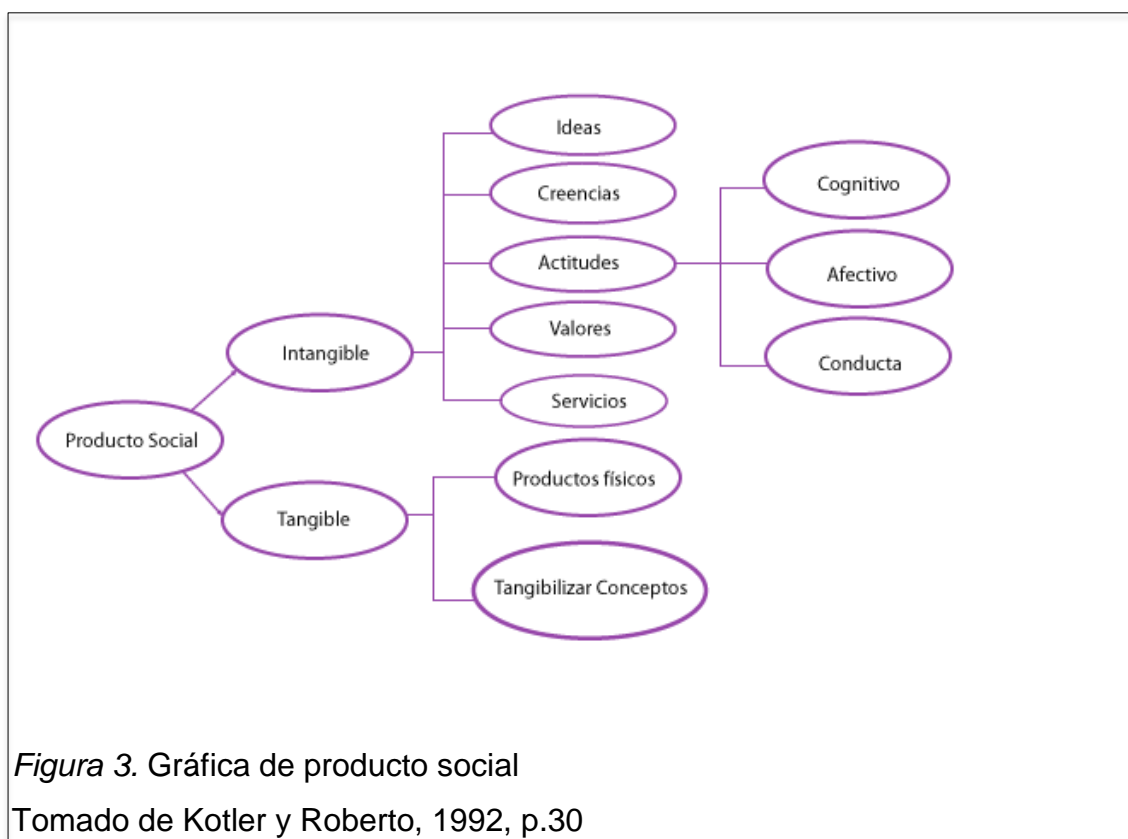 Ideas
Creencias
Actitudes
Valores
Servicios
Cognitivo
Afectivo
Conducta
Intangible
Producto Social
Tangible
Productos físicos
Tangibilizar Conceptos
Figura 3. Gráfica de producto social
Tomado de Kotler y Roberto, 1992, p.30